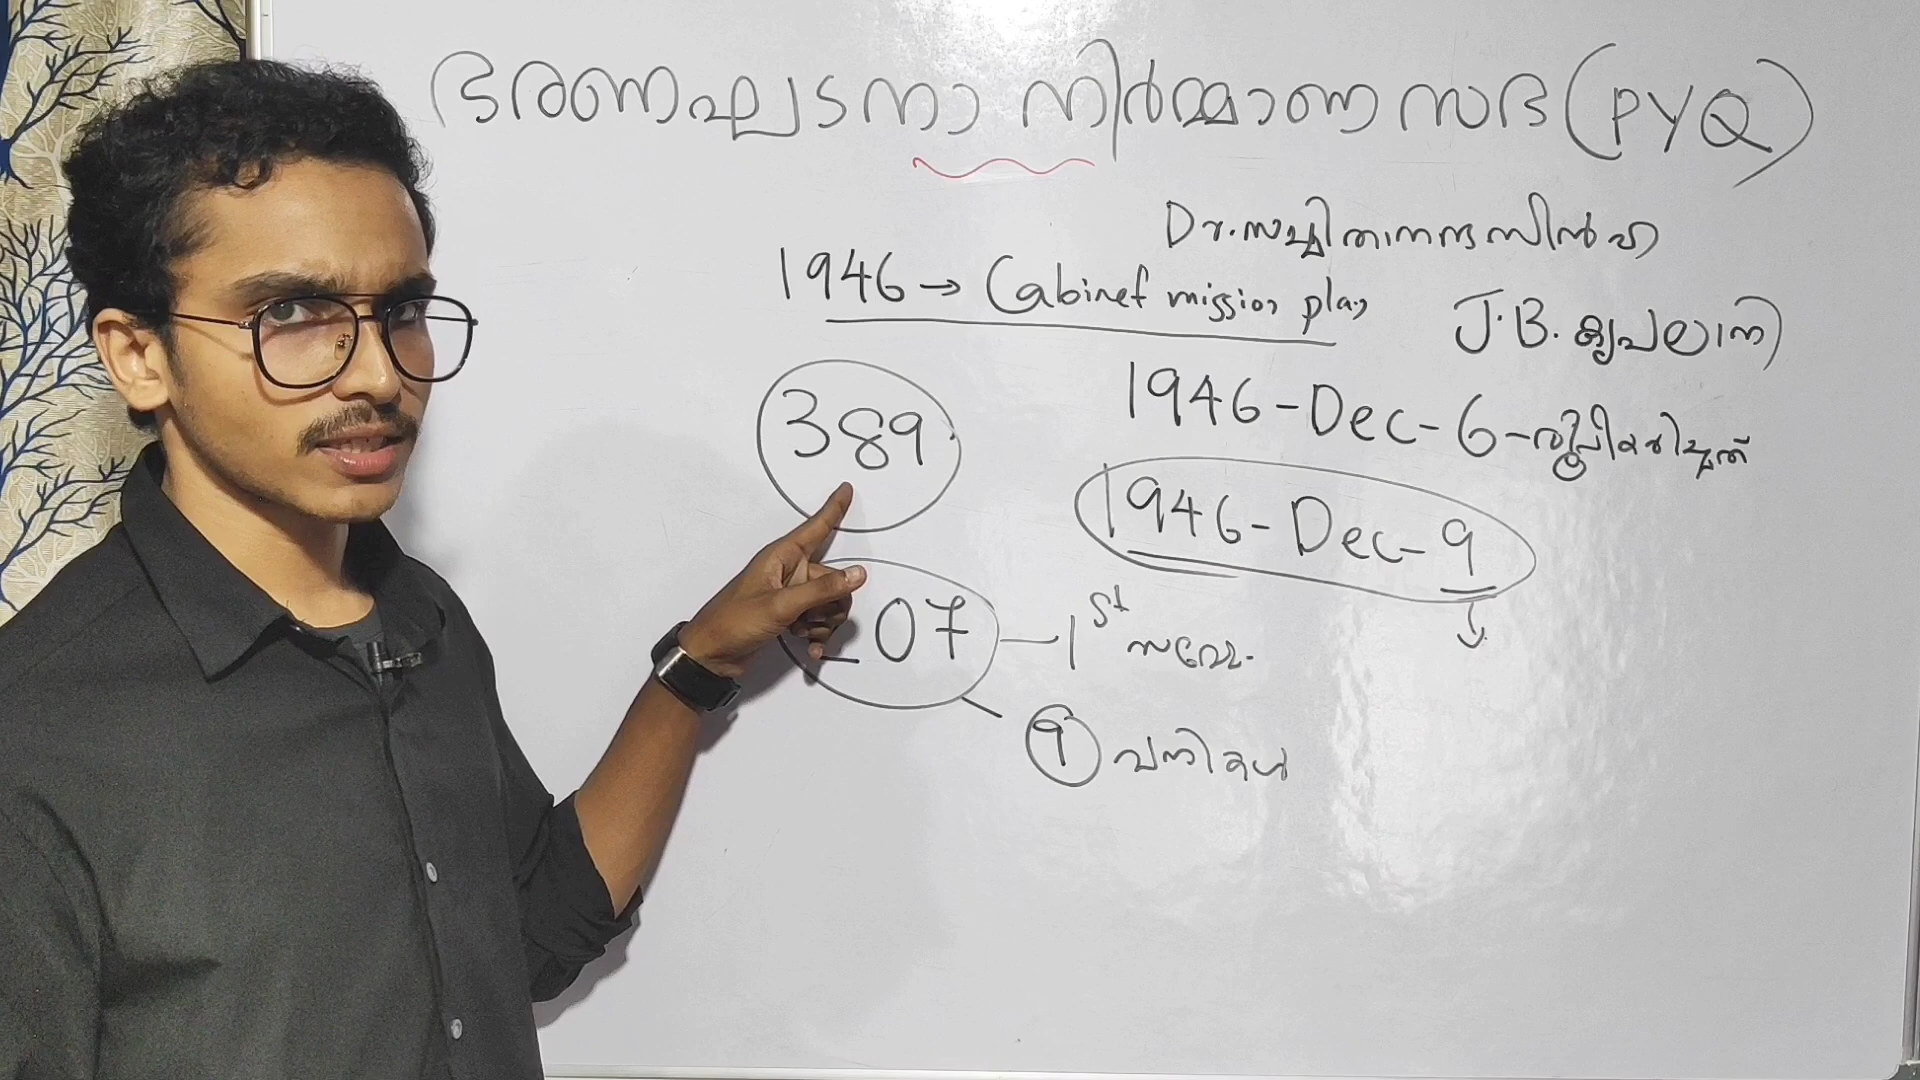 ഭരണഘടനാ നിർമ്മാണ സഭ (PYQ)
Dr. സച്ചിതാനന്ദ സിൻഹ
1946 → Cabinet mission plan
J.B. കൃപലാനി
389
1946-Dec-6-രൂപീകരിച്ചത്
1946-Dec-9
207 - 1st സമ്മേ.
9 വനിതകൾ